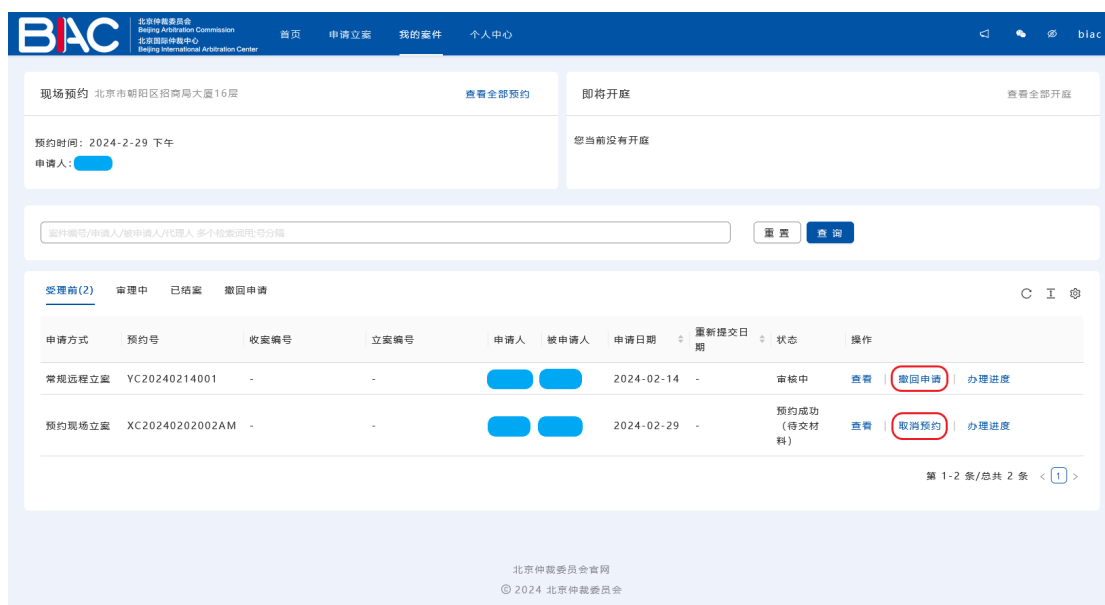 BIAC
北京仲裁委员会
Beijing Arbitration Commission
北京国际仲裁中心
Beijing International Arbitration Center
首页 申请立案 我的案件 个人中心 biac
现场预约 北京市朝阳区招商局大厦16层 查看全部预约
即将开庭 查看全部开庭
预约时间: 2024-2-29 下午
申请人:
您当前没有开庭
案件编号/申请人/被申请人/代理人 多个检索词用;号分隔 重置 查询
受理前(2) 审理中 已结案 撤回申请
申请方式 预约号 收案编号 立案编号 申请人 被申请人 申请日期 重新提交日期 状态 操作
常规远程立案 YC20240214001 - - 2024-02-14 - 审核中 查看 | 撤回申请 | 办理进度
预约现场立案 XC20240202002AM - - 2024-02-29 - 预约成功(待交材料) 查看 | 取消预约 | 办理进度
第 1-2 条/总共 2 条 < 1 >
北京仲裁委员会官网
© 2024 北京仲裁委员会